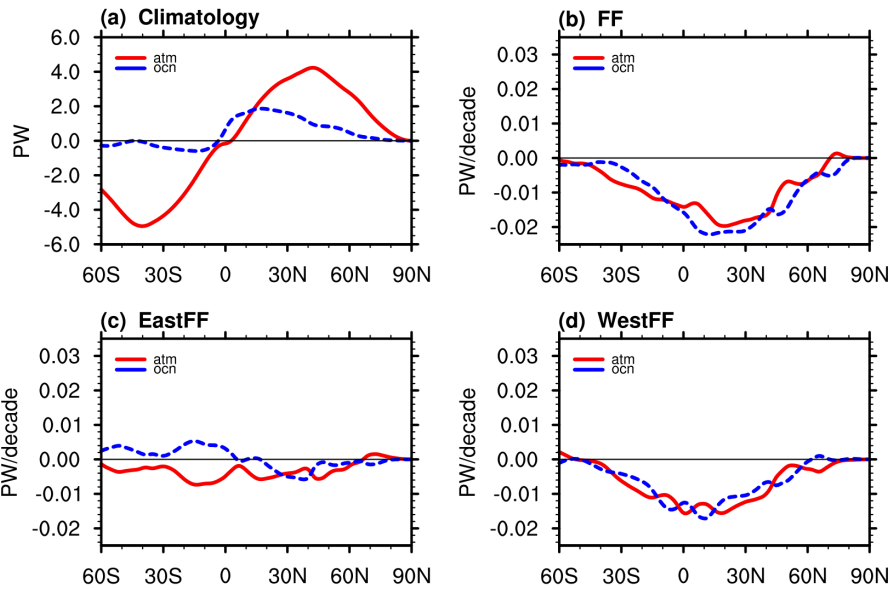 (a) Climatology
PW
6.0
4.0
2.0
0.0
-2.0
-4.0
-6.0
atm
ocn
60S 30S 0 30N 60N 90N
(b) FF
PW/decade
0.03
0.02
0.01
0.00
-0.01
-0.02
atm
ocn
60S 30S 0 30N 60N 90N
(c) EastFF
PW/decade
0.03
0.02
0.01
0.00
-0.01
-0.02
atm
ocn
60S 30S 0 30N 60N 90N
(d) WestFF
PW/decade
0.03
0.02
0.01
0.00
-0.01
-0.02
atm
ocn
60S 30S 0 30N 60N 90N